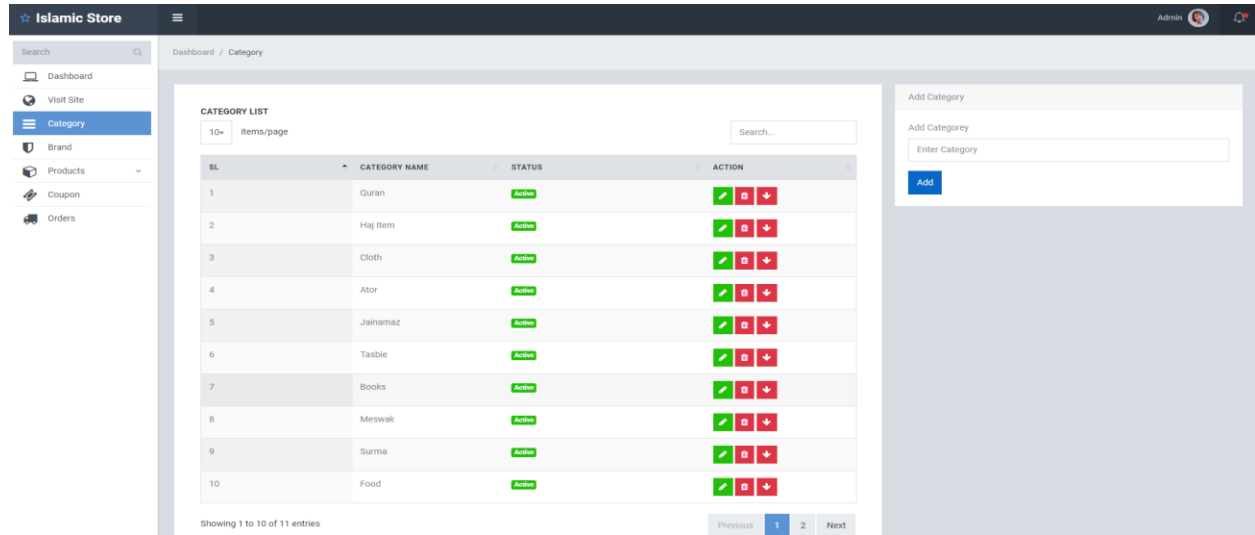 Islamic Store
Admin
Search
Dashboard / Category
Dashboard
Visit Site
Category
Brand
Products
Coupon
Orders
CATEGORY LIST
10 items/page
Search...
SL CATEGORY NAME STATUS ACTION
1 Quran Active
2 Haj Item Active
3 Cloth Active
4 Ator Active
5 Jainamaz Active
6 Tasbie Active
7 Books Active
8 Meswak Active
9 Surma Active
10 Food Active
Showing 1 to 10 of 11 entries
Previous 1 2 Next
Add Category
Add Categorey
Enter Category
Add